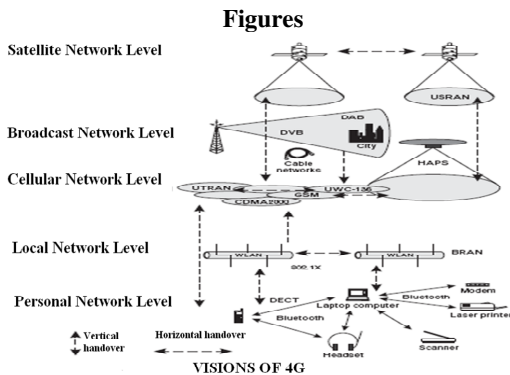 Figures
Satellite Network Level
USRAN
Broadcast Network Level
DAB
DVB
City
Cable
networks
HAPS
Cellular Network Level
UTRAN
UWC-136
GSM
CDMA2000
Local Network Level
WLAN
WLAN
BRAN
802.1X
Personal Network Level
DECT
Laptop computer
Bluetooth
Modem
Bluetooth
Laser printer
Headset
Scanner
Vertical
handover
Horizontal handover
VISIONS OF 4G